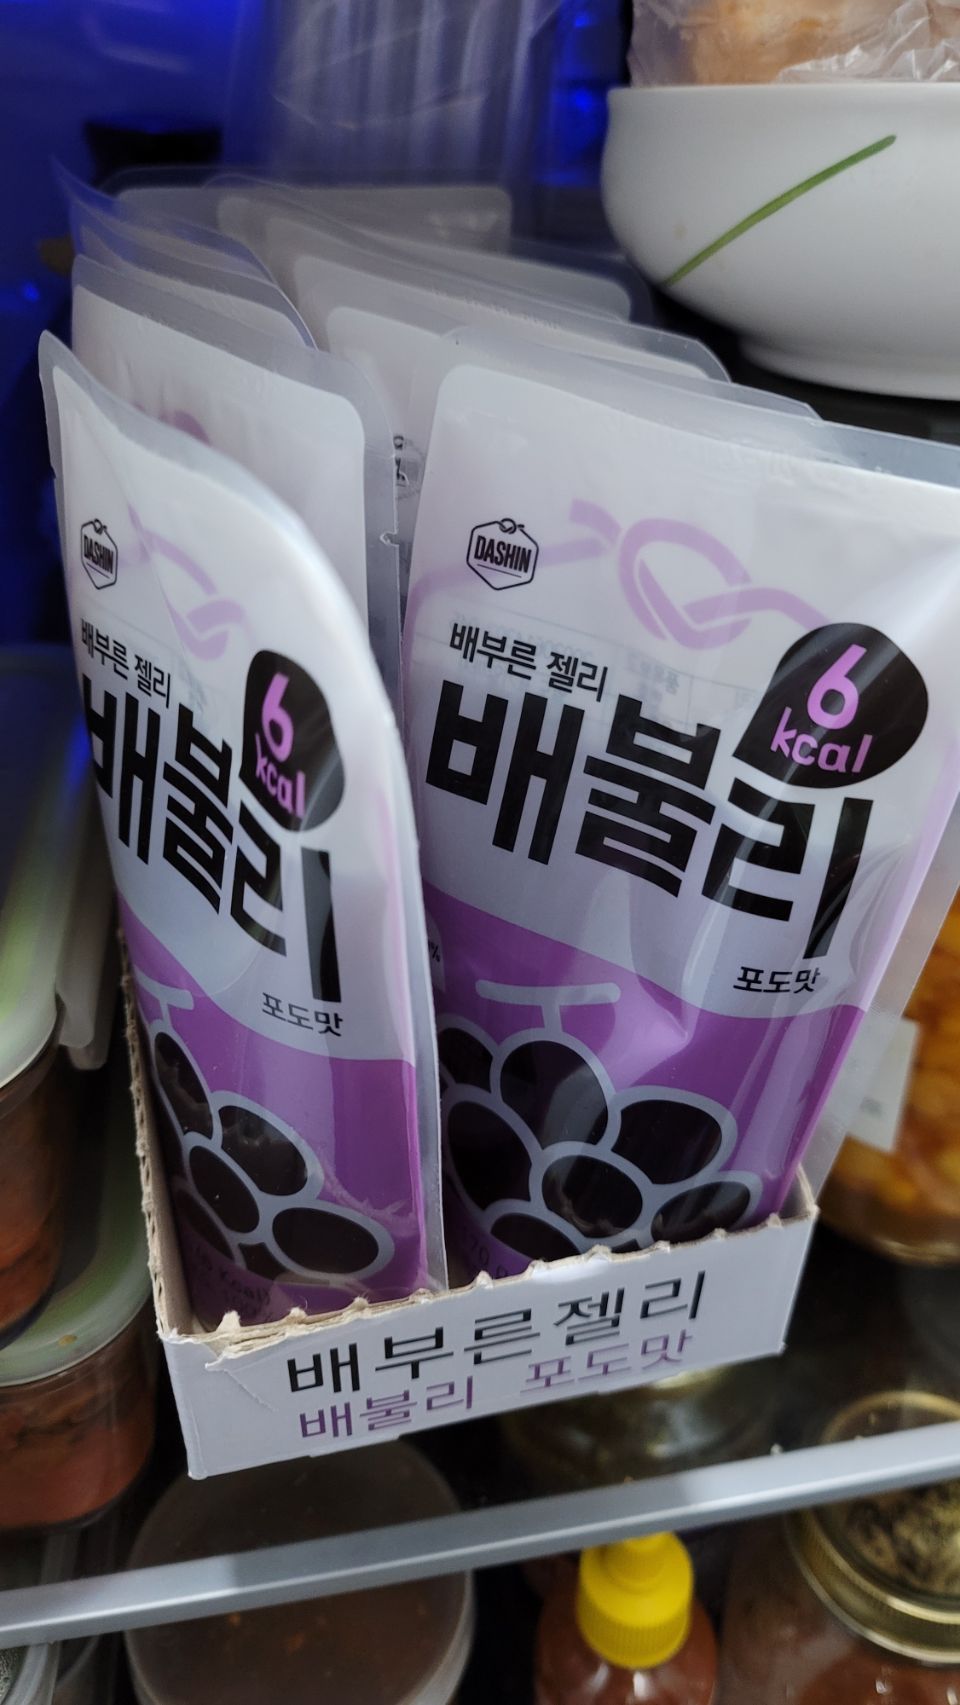 DASHIN
배부른 젤리
배불리
6
kcal
포도맛
DASHIN
배부른 젤리
배불리
6
kcal
포도맛
배부른젤리
배불리 포도맛